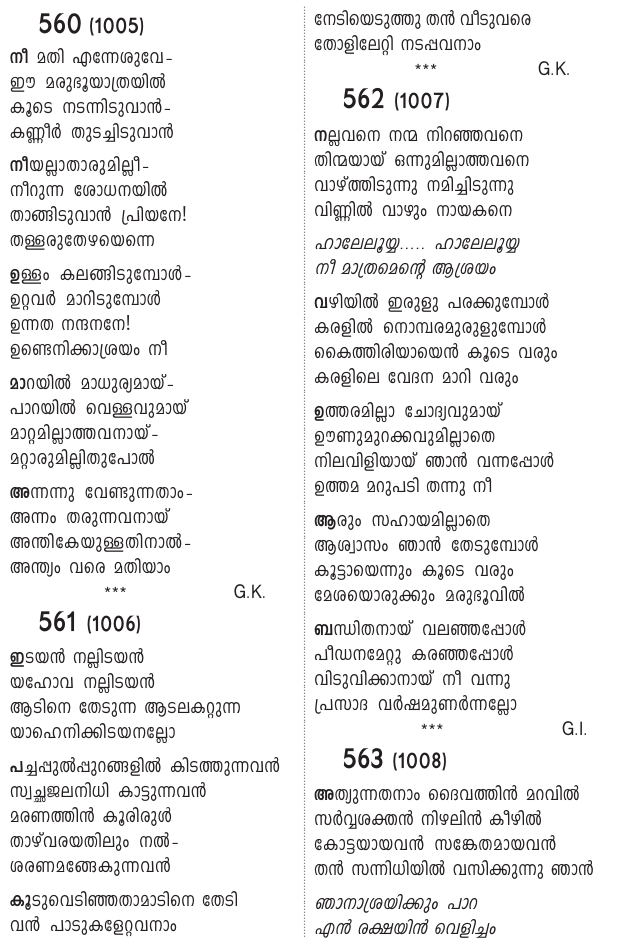 560 (1005)
നീ മതി എന്നേശുവേ-
ഈ മരുഭൂയാത്രയിൽ
കൂടെ നടന്നിടുവാൻ-
കണ്ണീർ തുടച്ചിടുവാൻ
നീയല്ലാതാരുമില്ലീ-
നീറുന്ന ശോധനയിൽ
താങ്ങിടുവാൻ പ്രിയനേ!
തള്ളരുതേഴയെന്നെ
ഉള്ളം കലങ്ങിടുമ്പോൾ-
ഉറ്റവർ മാറിടുമ്പോൾ
ഉന്നത നന്ദനനേ!
ഉണ്ടെനിക്കാശ്രയം നീ
മാറയിൽ മാധുര്യമായ്-
പാറയിൽ വെള്ളവുമായ്
മാറ്റമില്ലാത്തവനായ്-
മറ്റാരുമില്ലിതുപോൽ
അന്നന്നു വേണ്ടുന്നതാം-
അന്നം തരുന്നവനായ്
അന്തികേയുള്ളതിനാൽ-
അന്ത്യം വരെ മതിയാം
*** G.K.
561 (1006)
ഇടയൻ നല്ലിടയൻ
യഹോവ നല്ലിടയൻ
ആടിനെ തേടുന്ന ആടലകറ്റുന്ന
യാഹെനിക്കിടയനല്ലോ
പച്ചപ്പുൽപ്പുറങ്ങളിൽ കിടത്തുന്നവൻ
സ്വച്ഛജലനിധി കാട്ടുന്നവൻ
മരണത്തിൻ കൂരിരുൾ
താഴ്‌വരയതിലും നൽ-
ശരണമങ്ങേകുന്നവൻ
കൂടുവെടിഞ്ഞതാമാടിനെ തേടി
വൻ പാടുകളേറ്റവനാം
നേടിയെടുത്തു തൻ വീടുവരെ
തോളിലേറ്റി നടപ്പവനാം
*** G.K.
562 (1007)
നല്ലവനെ നന്മ നിറഞ്ഞവനെ
തിന്മയായ് ഒന്നുമില്ലാത്തവനെ
വാഴ്ത്തിടുന്നു നമിച്ചിടുന്നു
വിണ്ണിൽ വാഴും നായകനെ
ഹാലേലൂയ്യ..... ഹാലേലൂയ്യ
നീ മാത്രമെന്റെ ആശ്രയം
വഴിയിൽ ഇരുളു പരക്കുമ്പോൾ
കരളിൽ നൊമ്പരമുരുളുമ്പോൾ
കൈത്തിരിയായെൻ കൂടെ വരും
കരളിലെ വേദന മാറി വരും
ഉത്തരമില്ലാ ചോദ്യവുമായ്
ഊണുമുറക്കവുമില്ലാതെ
നിലവിളിയായ് ഞാൻ വന്നപ്പോൾ
ഉത്തമ മറുപടി തന്നു നീ
ആരും സഹായമില്ലാതെ
ആശ്വാസം ഞാൻ തേടുമ്പോൾ
കൂട്ടായെന്നും കൂടെ വരും
മേശയൊരുക്കും മരുഭൂവിൽ
ബന്ധിതനായ് വലഞ്ഞപ്പോൾ
പീഡനമേറ്റു കരഞ്ഞപ്പോൾ
വിടുവിക്കാനായ് നീ വന്നു
പ്രസാദ വർഷമുണർന്നല്ലോ
*** G.I.
563 (1008)
അത്യുന്നതനാം ദൈവത്തിൻ മറവിൽ
സർവ്വശക്തൻ നിഴലിൻ കീഴിൽ
കോട്ടയായവൻ സങ്കേതമായവൻ
തൻ സന്നിധിയിൽ വസിക്കുന്നു ഞാൻ
ഞാനാശ്രയിക്കും പാറ
എൻ രക്ഷയിൻ വെളിച്ചം